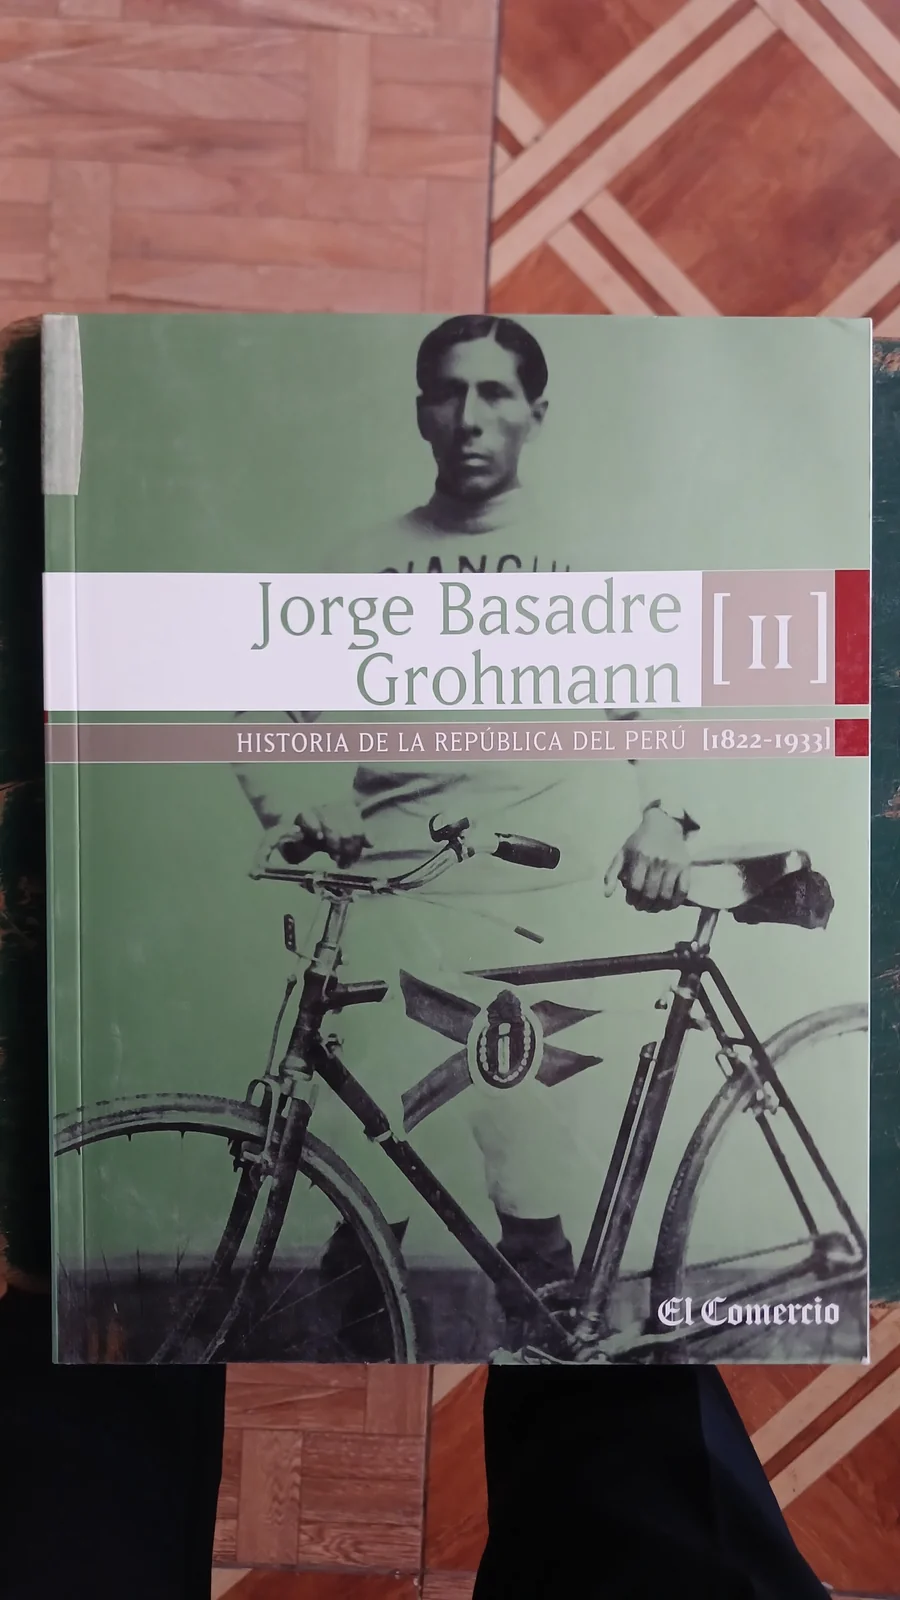 Jorge Basadre
Grohmann
[II]
HISTORIA DE LA REPÚBLICA DEL PERÚ [1822-1933]
El Comercio